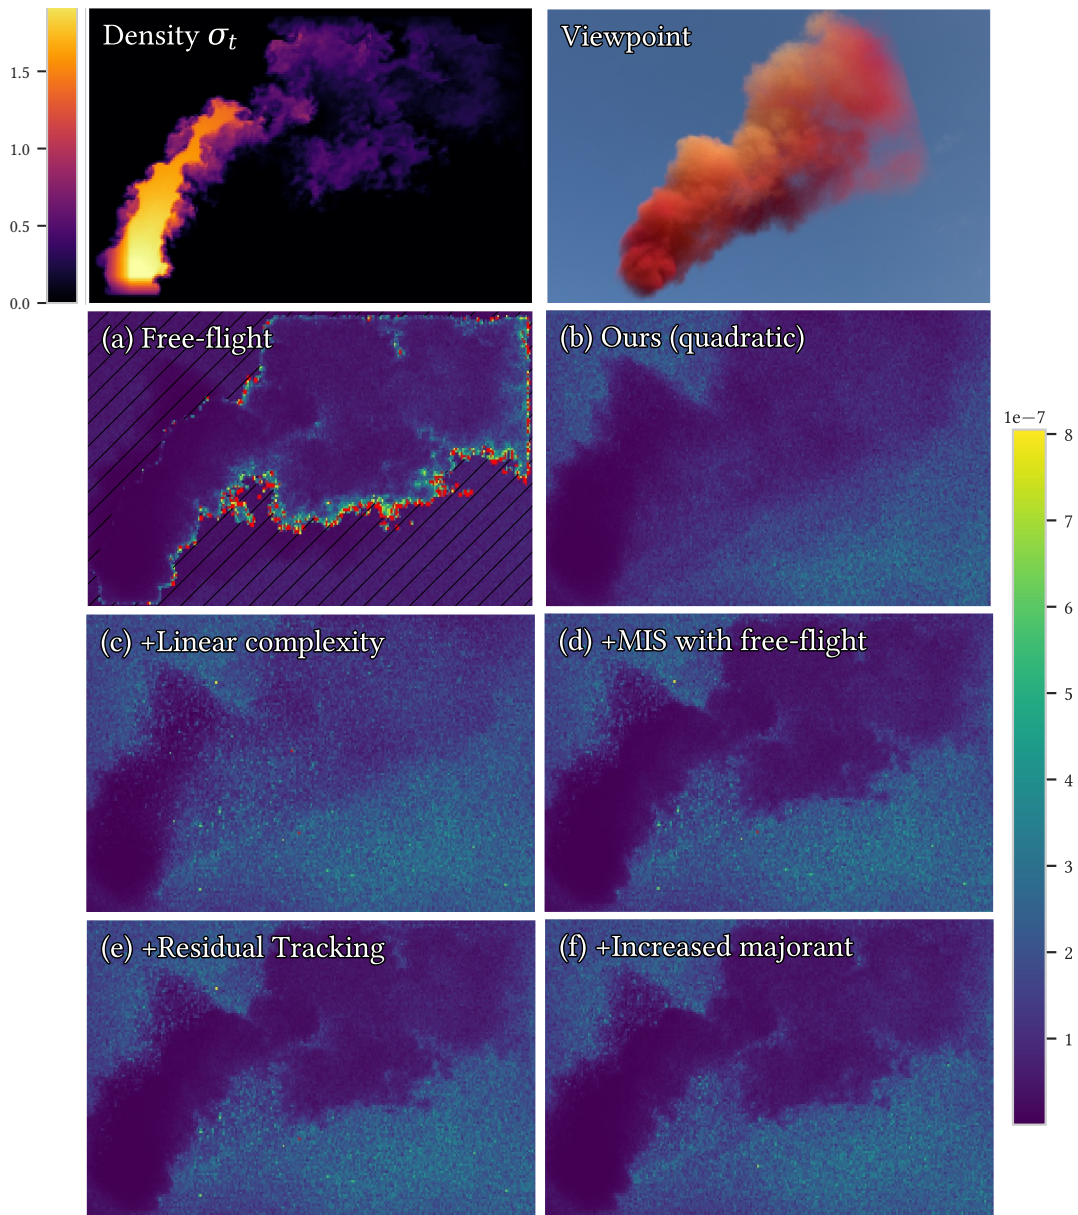 Density σt
Viewpoint
1.5
1.0
0.5
0.0
(a) Free-flight
(b) Ours (quadratic)
1e−7
8
7
6
5
4
3
2
1
(c) +Linear complexity
(d) +MIS with free-flight
(e) +Residual Tracking
(f) +Increased majorant